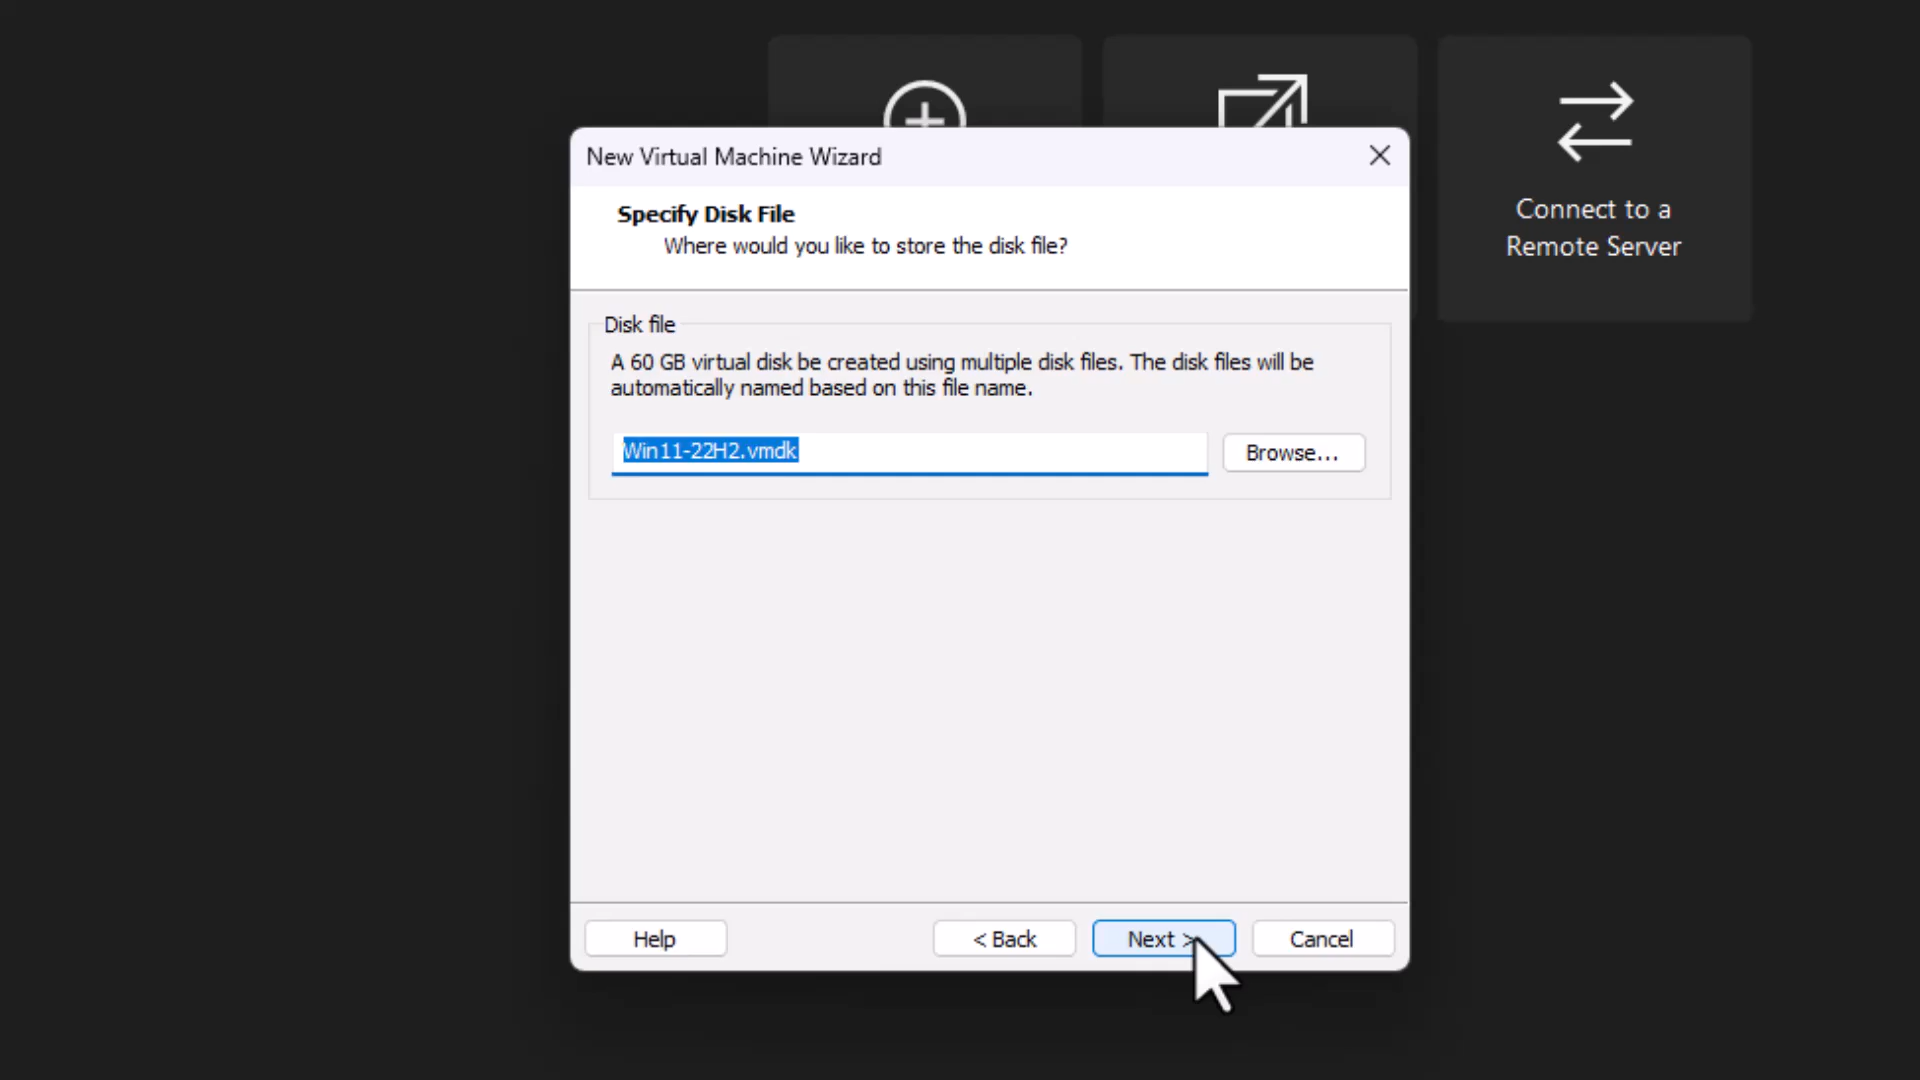 New Virtual Machine Wizard
Specify Disk File
Where would you like to store the disk file?
Disk file
A 60 GB virtual disk be created using multiple disk files. The disk files will be
automatically named based on this file name.
Win11-22H2.vmdk
Browse...
Help
< Back
Next >
Cancel
Connect to a
Remote Server